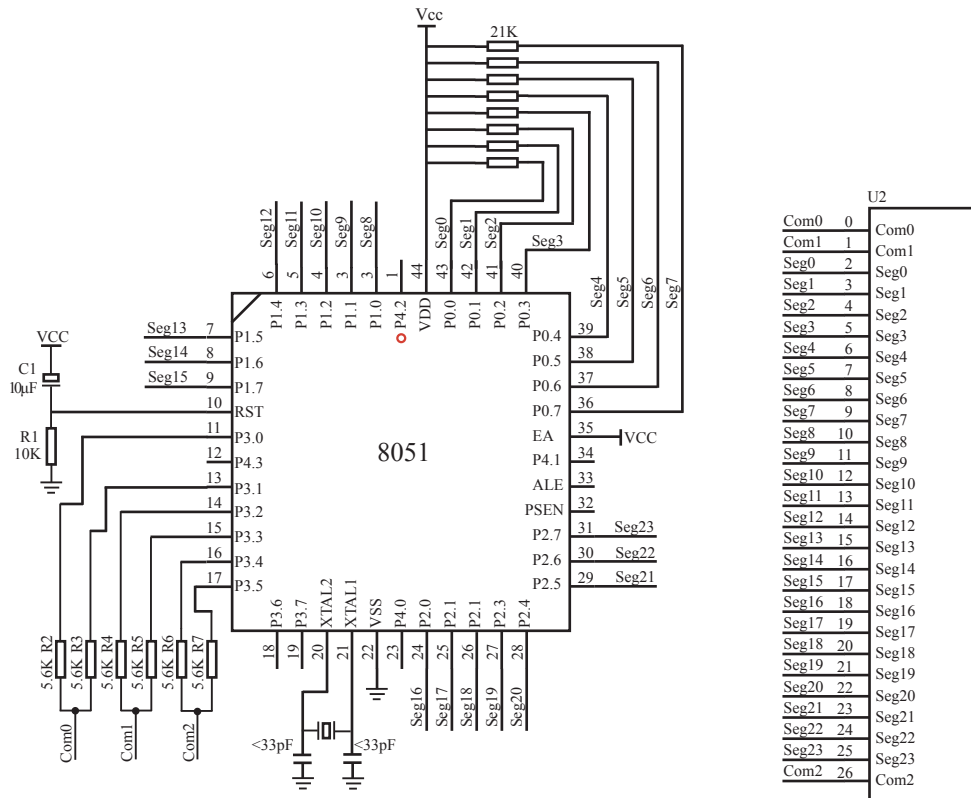 Vcc
21K
Seg12
Seg11
Seg10
Seg9
Seg8
Seg0
Seg1
Seg2
Seg3
Seg4
Seg5
Seg6
Seg7
6
5
4
3
3
1
44
43
42
41
40
P1.4
P1.3
P1.2
P1.1
P1.0
P4.2
VDD
P0.0
P0.1
P0.2
P0.3
Seg13 7 P1.5
Seg14 8 P1.6
Seg15 9 P1.7
10 RST
11 P3.0
12 P4.3
13 P3.1
14 P3.2
15 P3.3
16 P3.4
17 P3.5
VCC
C1
10μF
R1
10K
8051
P0.4 39
P0.5 38
P0.6 37
P0.7 36
EA 35 VCC
P4.1 34
ALE 33
PSEN 32
P2.7 31 Seg23
P2.6 30 Seg22
P2.5 29 Seg21
P3.6
P3.7
XTAL2
XTAL1
VSS
P4.0
P2.0
P2.1
P2.1
P2.3
P2.4
18
19
20
21
22
23
24
25
26
27
28
Seg16
Seg17
Seg18
Seg19
Seg20
5.6K R2
5.6K R3
5.6K R4
5.6K R5
5.6K R6
5.6K R7
Com0
Com1
Com2
<33pF
<33pF
U2
Com0 0 Com0
Com1 1 Com1
Seg0 2 Seg0
Seg1 3 Seg1
Seg2 4 Seg2
Seg3 5 Seg3
Seg4 6 Seg4
Seg5 7 Seg5
Seg6 8 Seg6
Seg7 9 Seg7
Seg8 10 Seg8
Seg9 11 Seg9
Seg10 12 Seg10
Seg11 13 Seg11
Seg12 14 Seg12
Seg13 15 Seg13
Seg14 16 Seg14
Seg15 17 Seg15
Seg16 18 Seg16
Seg17 19 Seg17
Seg18 20 Seg18
Seg19 21 Seg19
Seg20 22 Seg20
Seg21 23 Seg21
Seg22 24 Seg22
Seg23 25 Seg23
Com2 26 Com2